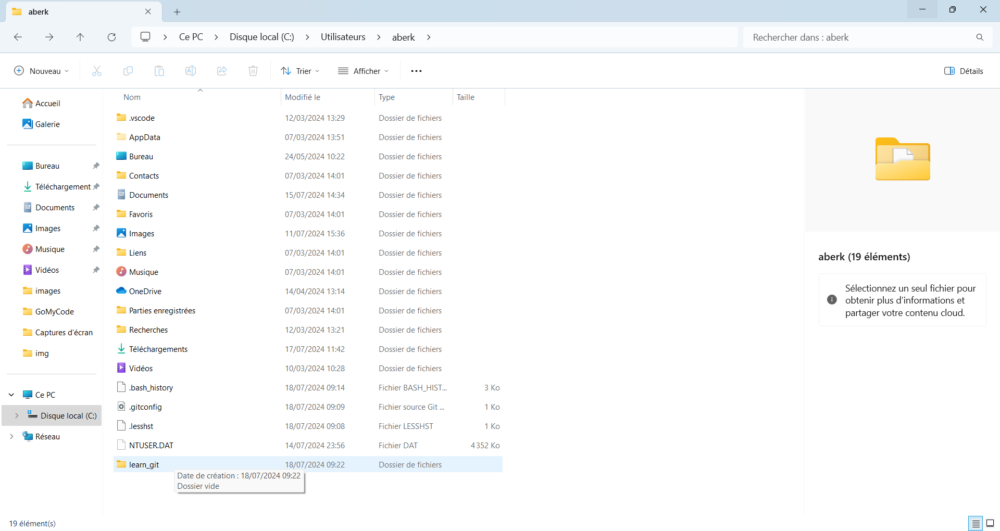 aberk
Ce PC
Disque local (C:)
Utilisateurs
aberk
Rechercher dans : aberk
Nouveau
Trier
Afficher
Détails
Accueil
Galerie
Bureau
Téléchargement
Documents
Images
Musique
Vidéos
images
GoMyCode
Captures d'écran
img
Ce PC
Disque local (C:)
Réseau
Nom Modifié le Type Taille
.vscode 12/03/2024 13:29 Dossier de fichiers
AppData 07/03/2024 13:51 Dossier de fichiers
Bureau 24/05/2024 10:22 Dossier de fichiers
Contacts 07/03/2024 14:01 Dossier de fichiers
Documents 15/07/2024 14:34 Dossier de fichiers
Favoris 07/03/2024 14:01 Dossier de fichiers
Images 11/07/2024 15:36 Dossier de fichiers
Liens 07/03/2024 14:01 Dossier de fichiers
Musique 07/03/2024 14:01 Dossier de fichiers
OneDrive 14/04/2024 13:14 Dossier de fichiers
Parties enregistrées 07/03/2024 14:01 Dossier de fichiers
Recherches 12/03/2024 13:21 Dossier de fichiers
Téléchargements 17/07/2024 11:42 Dossier de fichiers
Vidéos 10/03/2024 10:28 Dossier de fichiers
.bash_history 18/07/2024 09:14 Fichier BASH_HIST... 3 Ko
.gitconfig 18/07/2024 09:09 Fichier source Git ... 1 Ko
.lesshst 18/07/2024 09:08 Fichier LESSHST 1 Ko
NTUSER.DAT 14/07/2024 23:56 Fichier DAT 4 352 Ko
learn_git 18/07/2024 09:22 Dossier de fichiers
Date de création : 18/07/2024 09:22
Dossier vide
aberk (19 éléments)
Sélectionnez un seul fichier pour
obtenir plus d'informations et
partager votre contenu cloud.
19 élément(s)